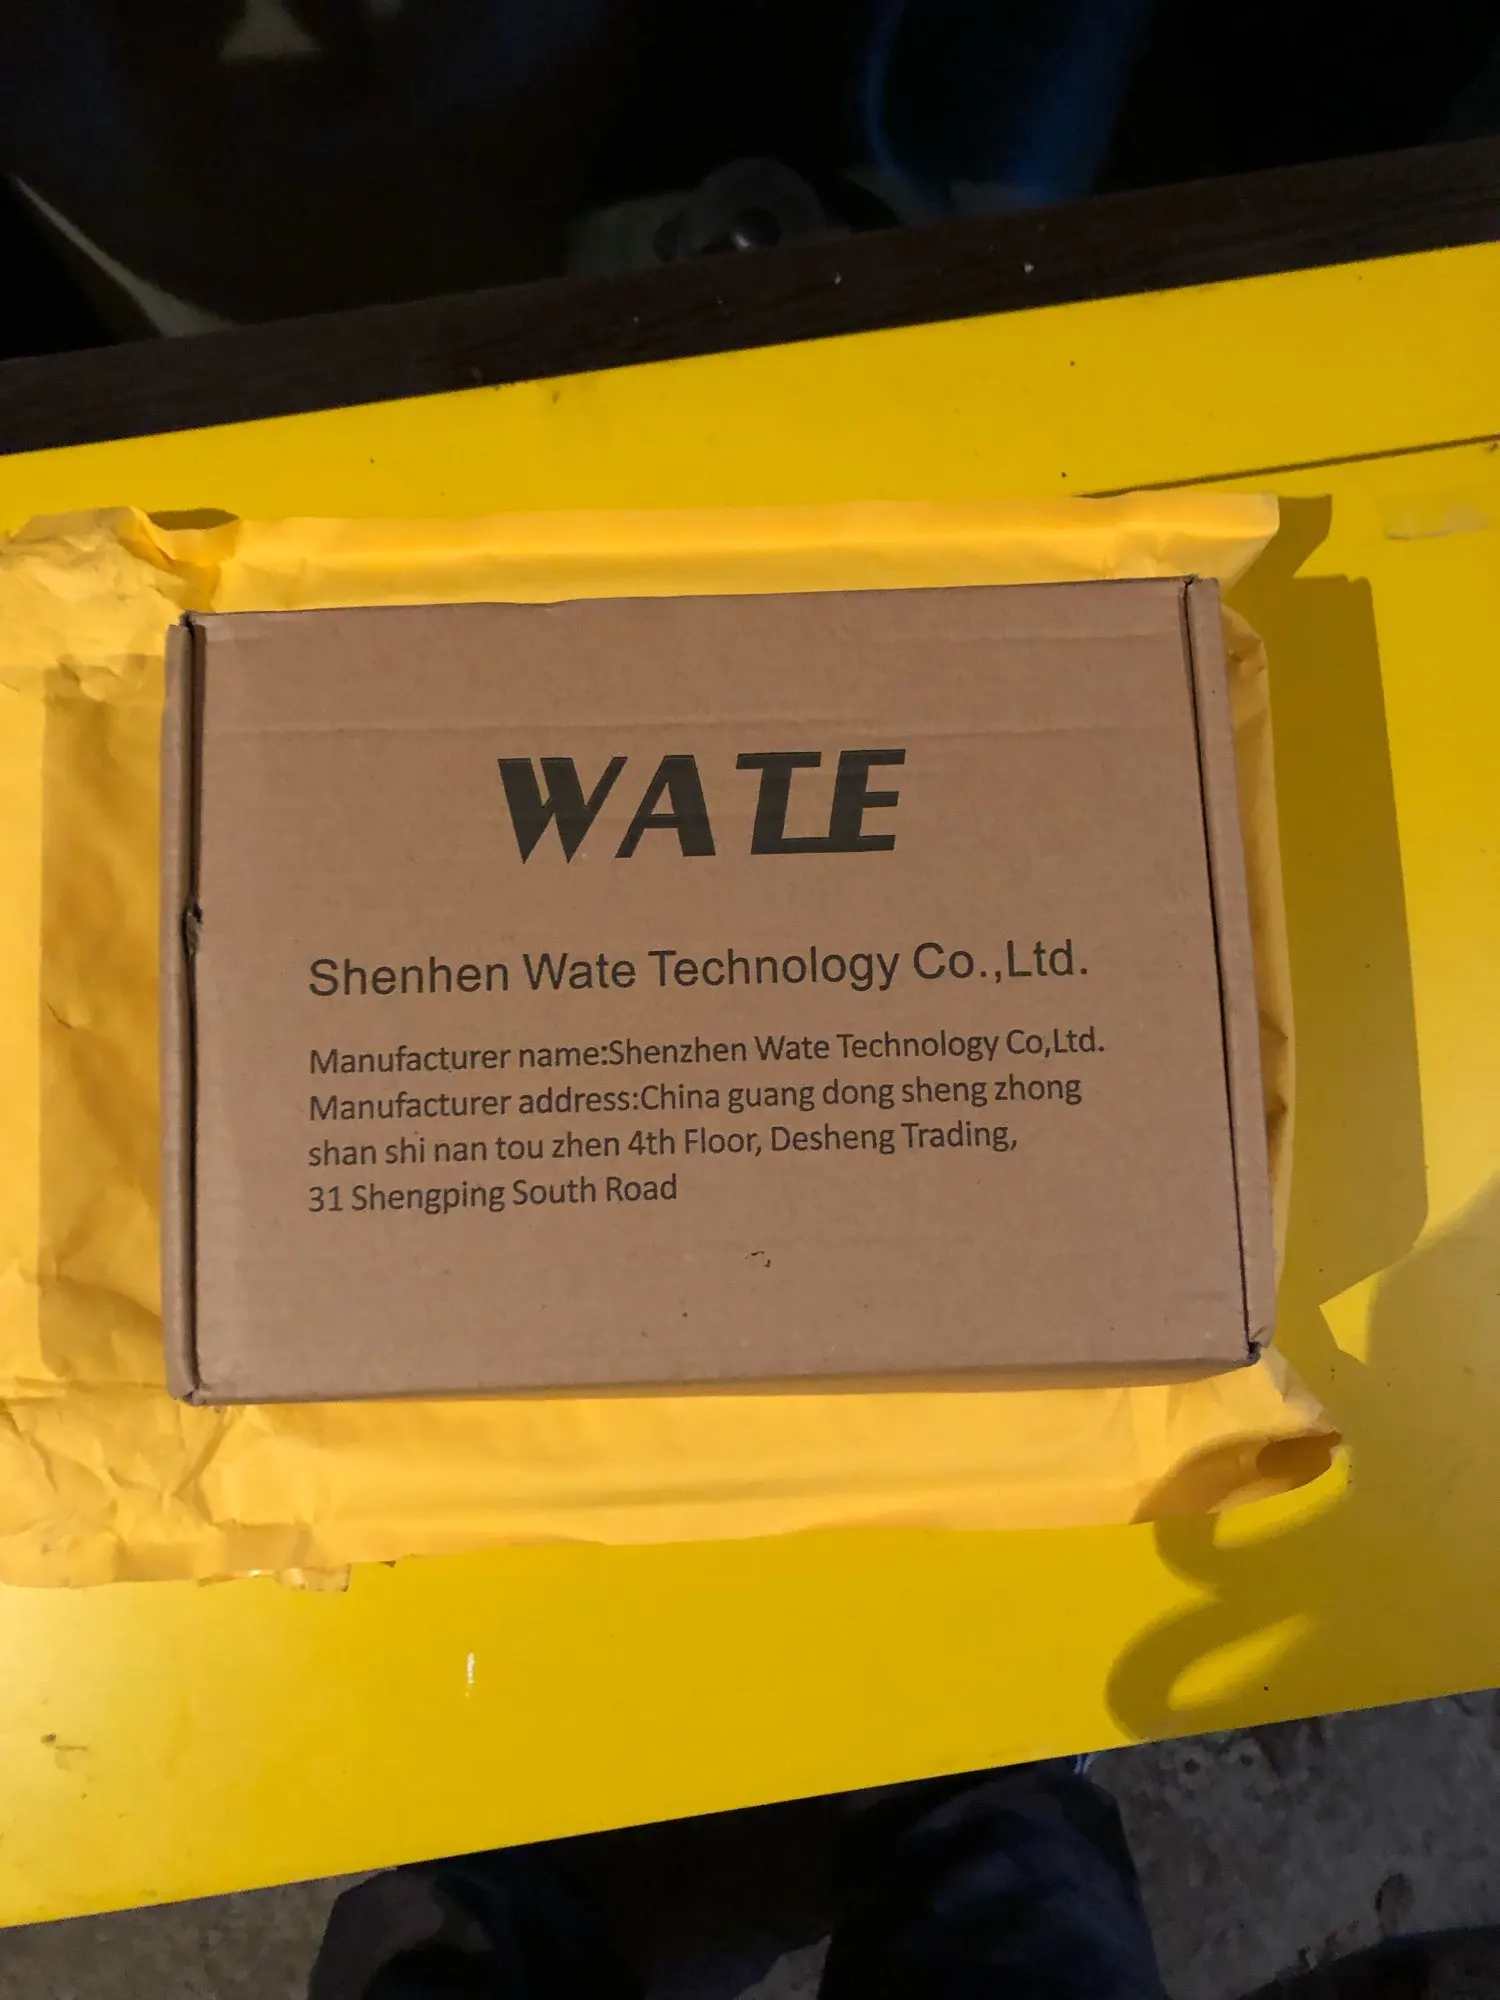 WATE
Shenhen Wate Technology Co.,Ltd.
Manufacturer name:Shenzhen Wate Technology Co,Ltd.
Manufacturer address:China guang dong sheng zhong
shan shi nan tou zhen 4th Floor, Desheng Trading,
31 Shengping South Road